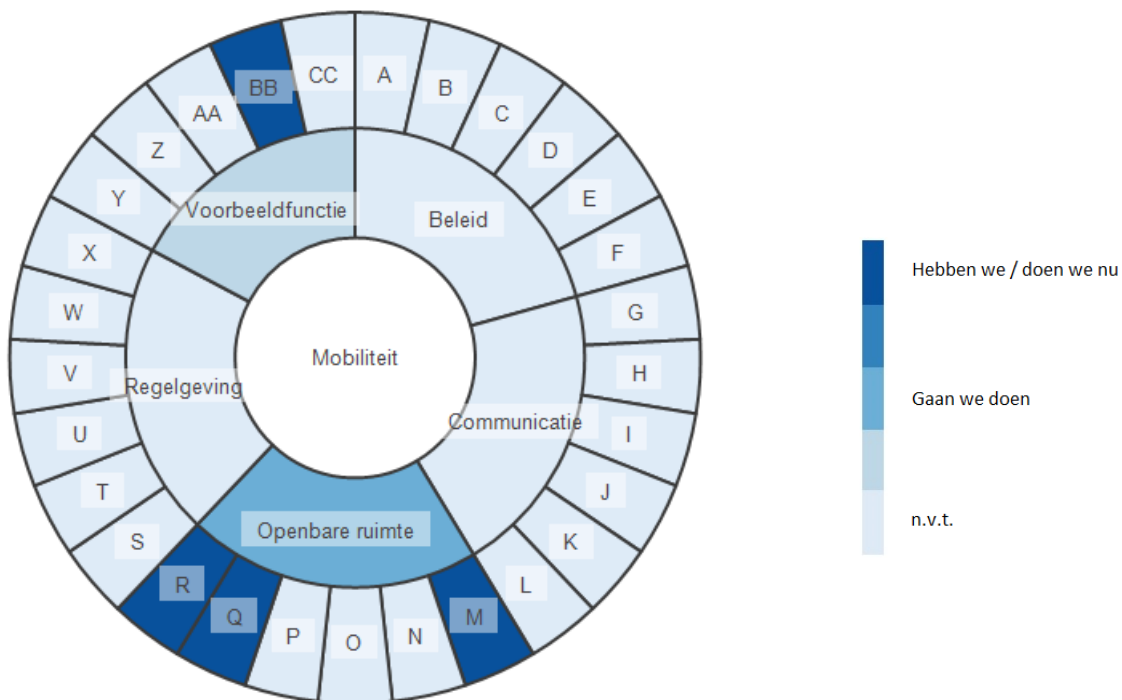 A
B
C
D
E
F
G
H
I
J
K
L
M
N
O
P
Q
R
S
T
U
V
W
X
Y
Z
AA
BB
CC
Voorbeeldfunctie
Beleid
Mobiliteit
Regelgeving
Communicatie
Openbare ruimte
Hebben we / doen we nu
Gaan we doen
n.v.t.